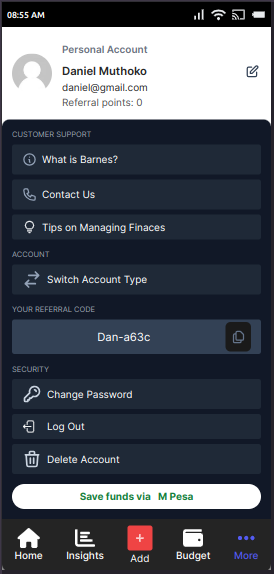 08:55 AM
Personal Account
Daniel Muthoko
daniel@gmail.com
Referral points: 0
CUSTOMER SUPPORT
What is Barnes?
Contact Us
Tips on Managing Finaces
ACCOUNT
Switch Account Type
YOUR REFERRAL CODE
Dan-a63c
SECURITY
Change Password
Log Out
Delete Account
Save funds via M Pesa
Home Insights Add Budget More